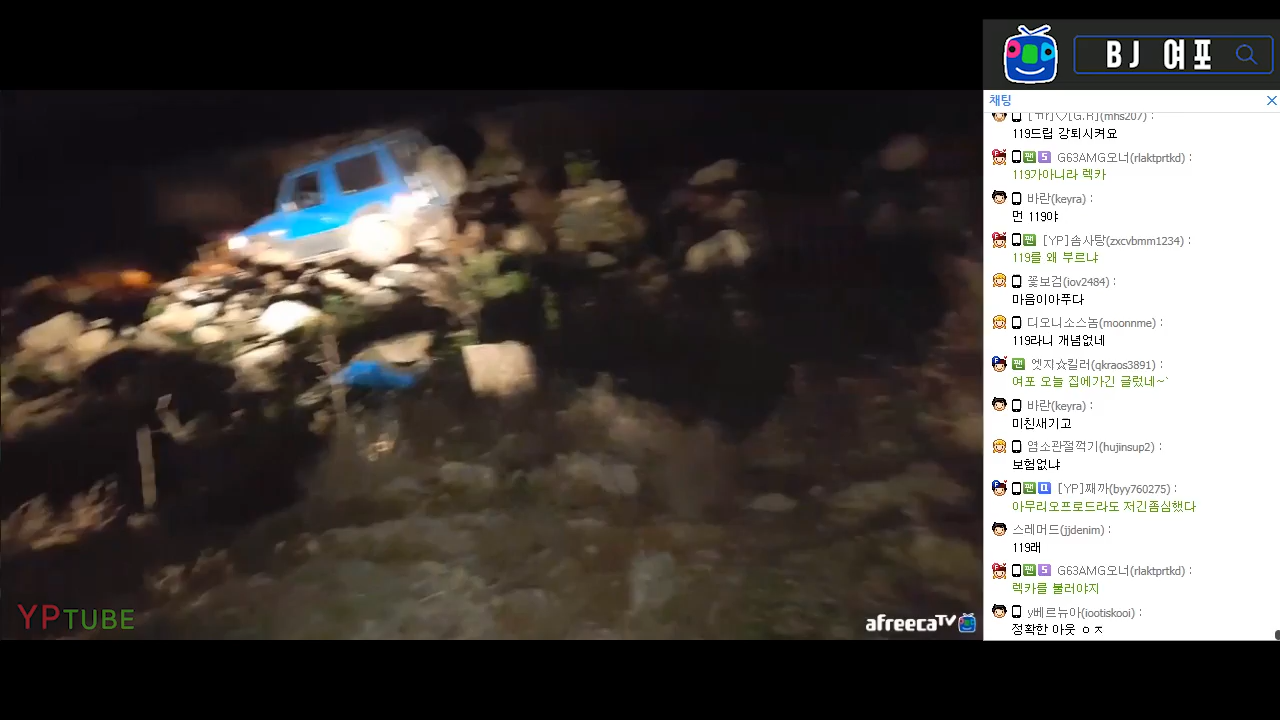 BJ 여포
채팅
119드립 강퇴시켜요
G63AMG오너(rlaktprtkd) :
119가아니라 렉카
바란(keyra) :
먼 119야
[YP]솜사탕(zxcvbmm1234) :
119를 왜 부르냐
꽃보검(iov2484) :
마음이아푸다
디오니소스놈(moonnme) :
119라니 개념없네
팬 엣지☆킬러(qkraos3891) :
여포 오늘 집에가긴 글렀네~`
바란(keyra) :
미친새기고
염소관절꺽기(hujinsup2) :
보험없냐
[YP]째까(byy760275) :
아무리오프로드라도 저긴좀심했다
스레머드(jjdenim) :
119래
G63AMG오너(rlaktprtkd) :
렉카를 불러야지
y베르뉴아(iootiskooi) :
정확한 아웃 ㅇㅈ
YPTUBE
afreecaTV